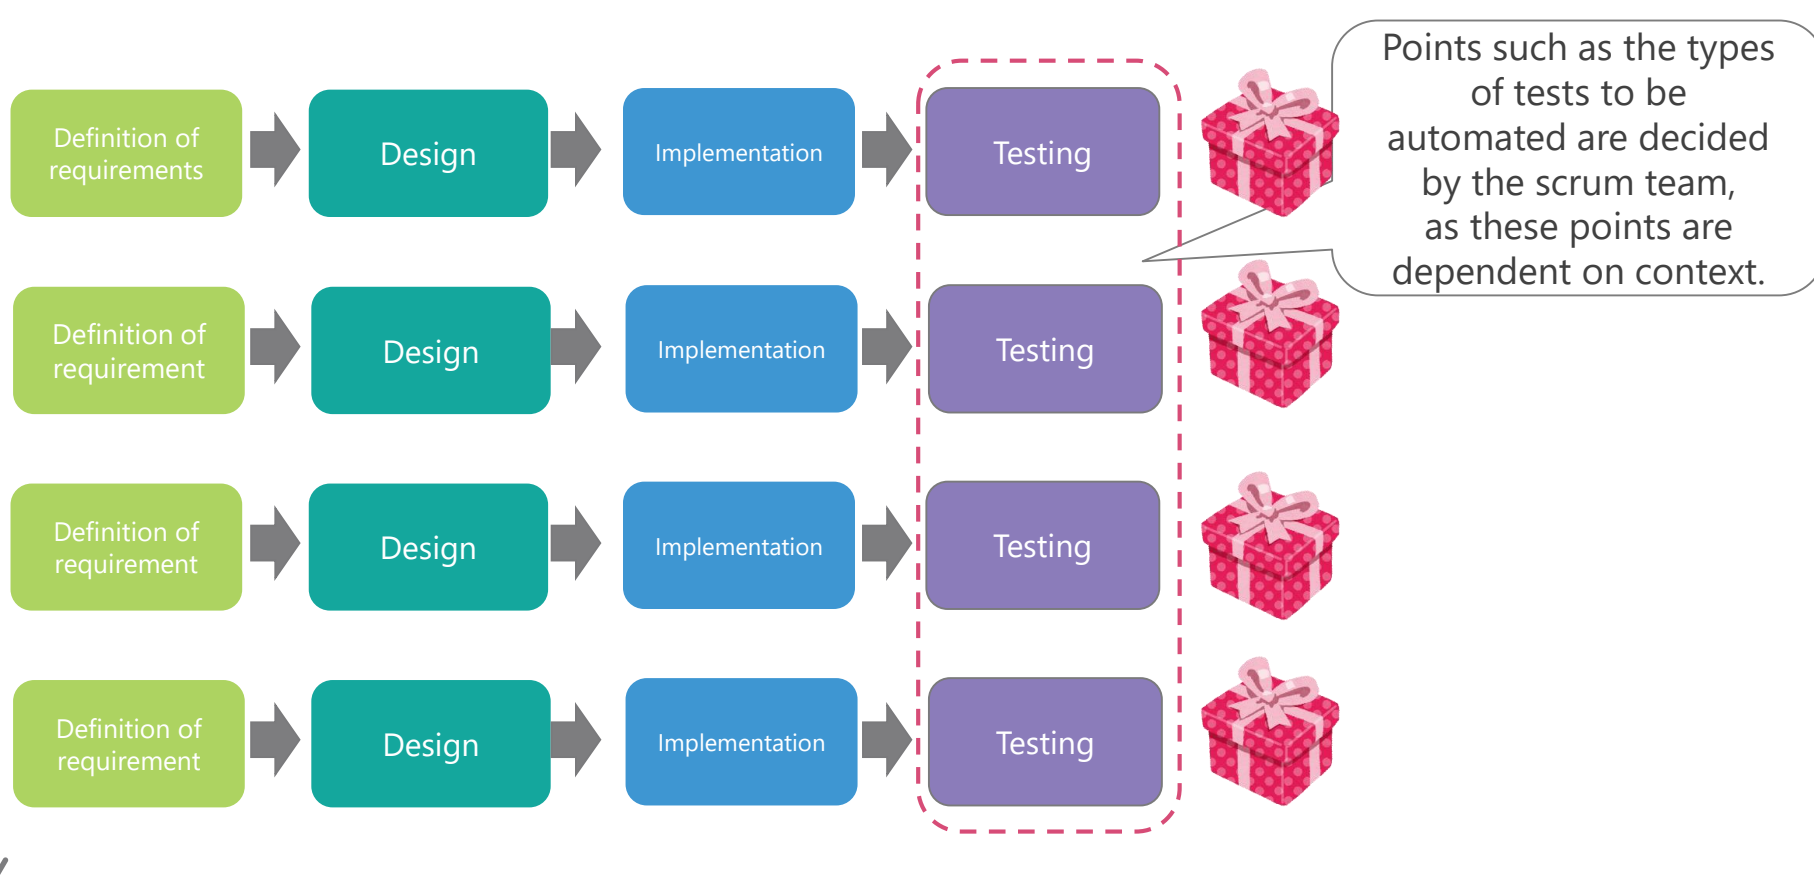 Points such as the types
of tests to be
automated are decided
by the scrum team,
as these points are
dependent on context.
Definition of
requirements
Design
Implementation
Testing
Definition of
requirement
Design
Implementation
Testing
Definition of
requirement
Design
Implementation
Testing
Definition of
requirement
Design
Implementation
Testing